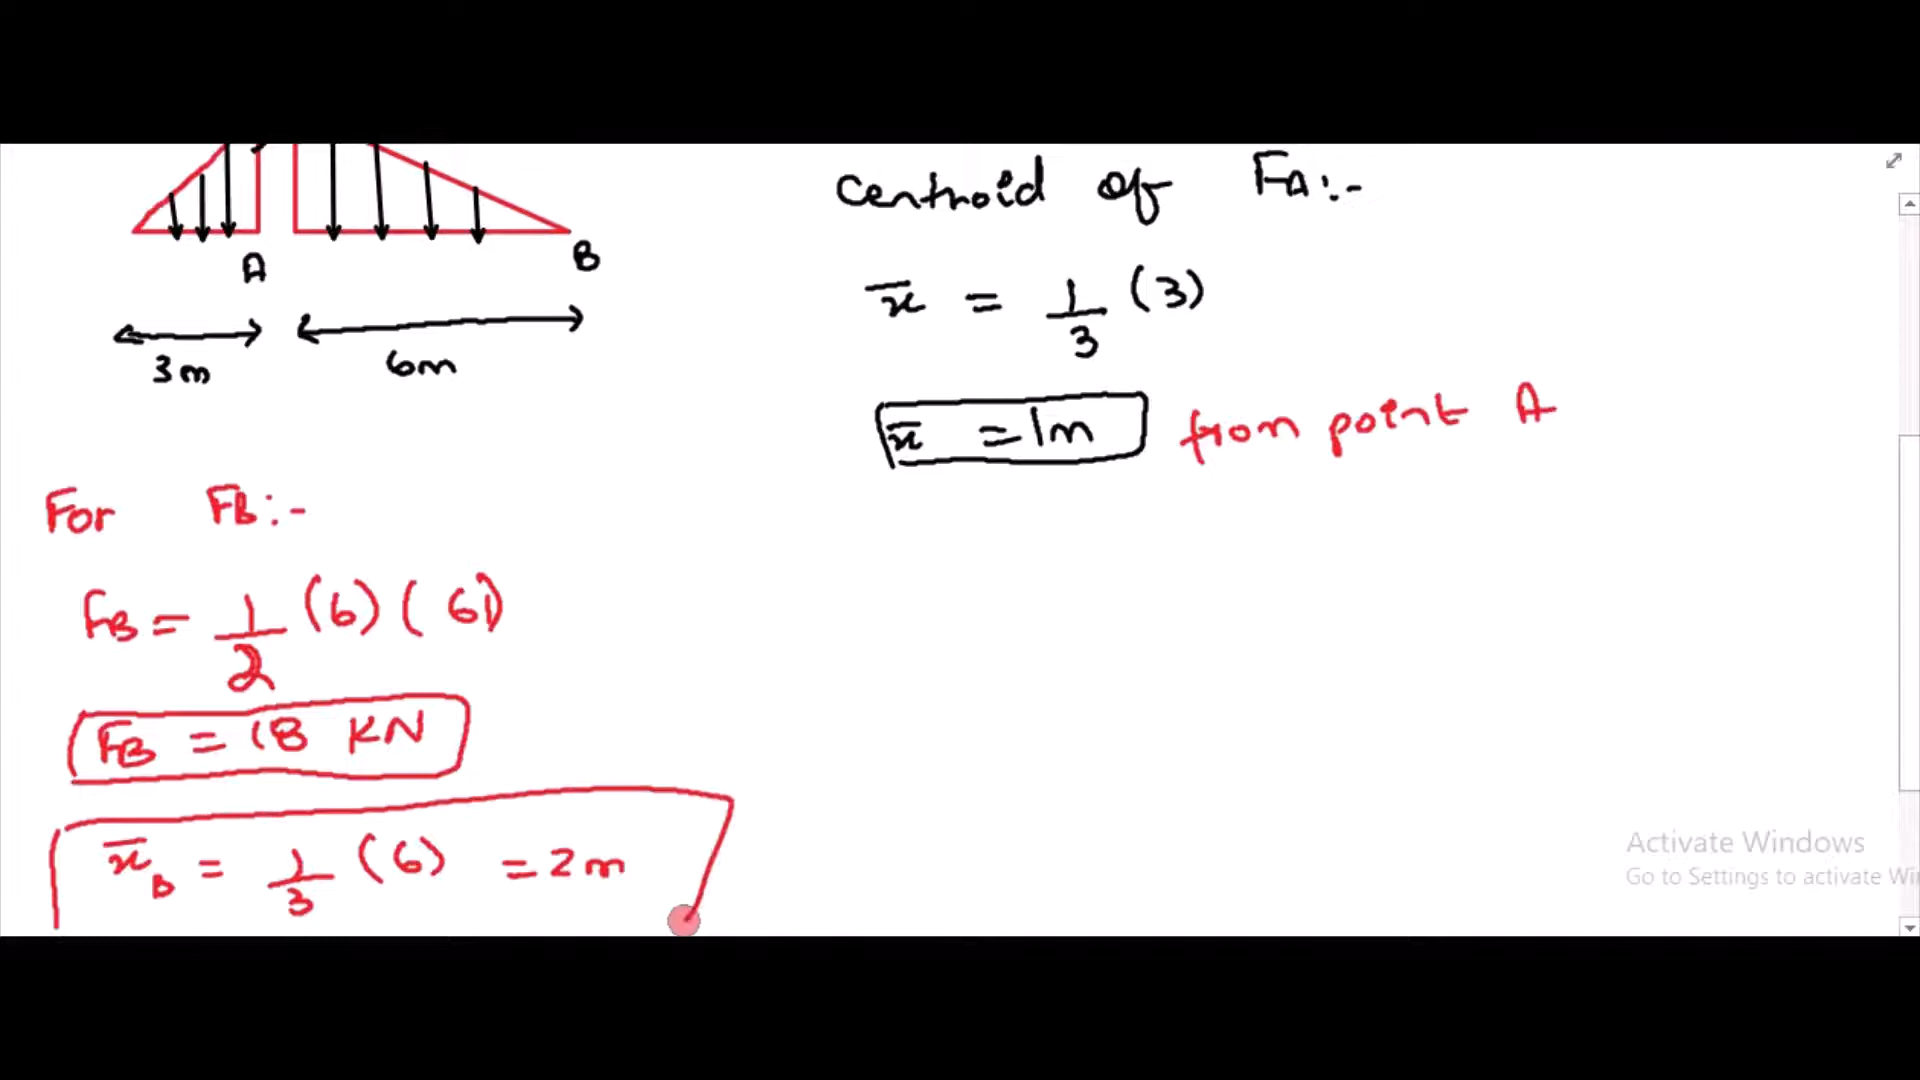 A
B
3m
6m
For FB:-
FB = 1/2 (6)(6)
FB = 18 KN
x̄B = 1/3 (6) = 2m
Centroid of FA:-
x̄ = 1/3 (3)
x̄ = 1m from point A
Activate Windows
Go to Settings to activate Wi